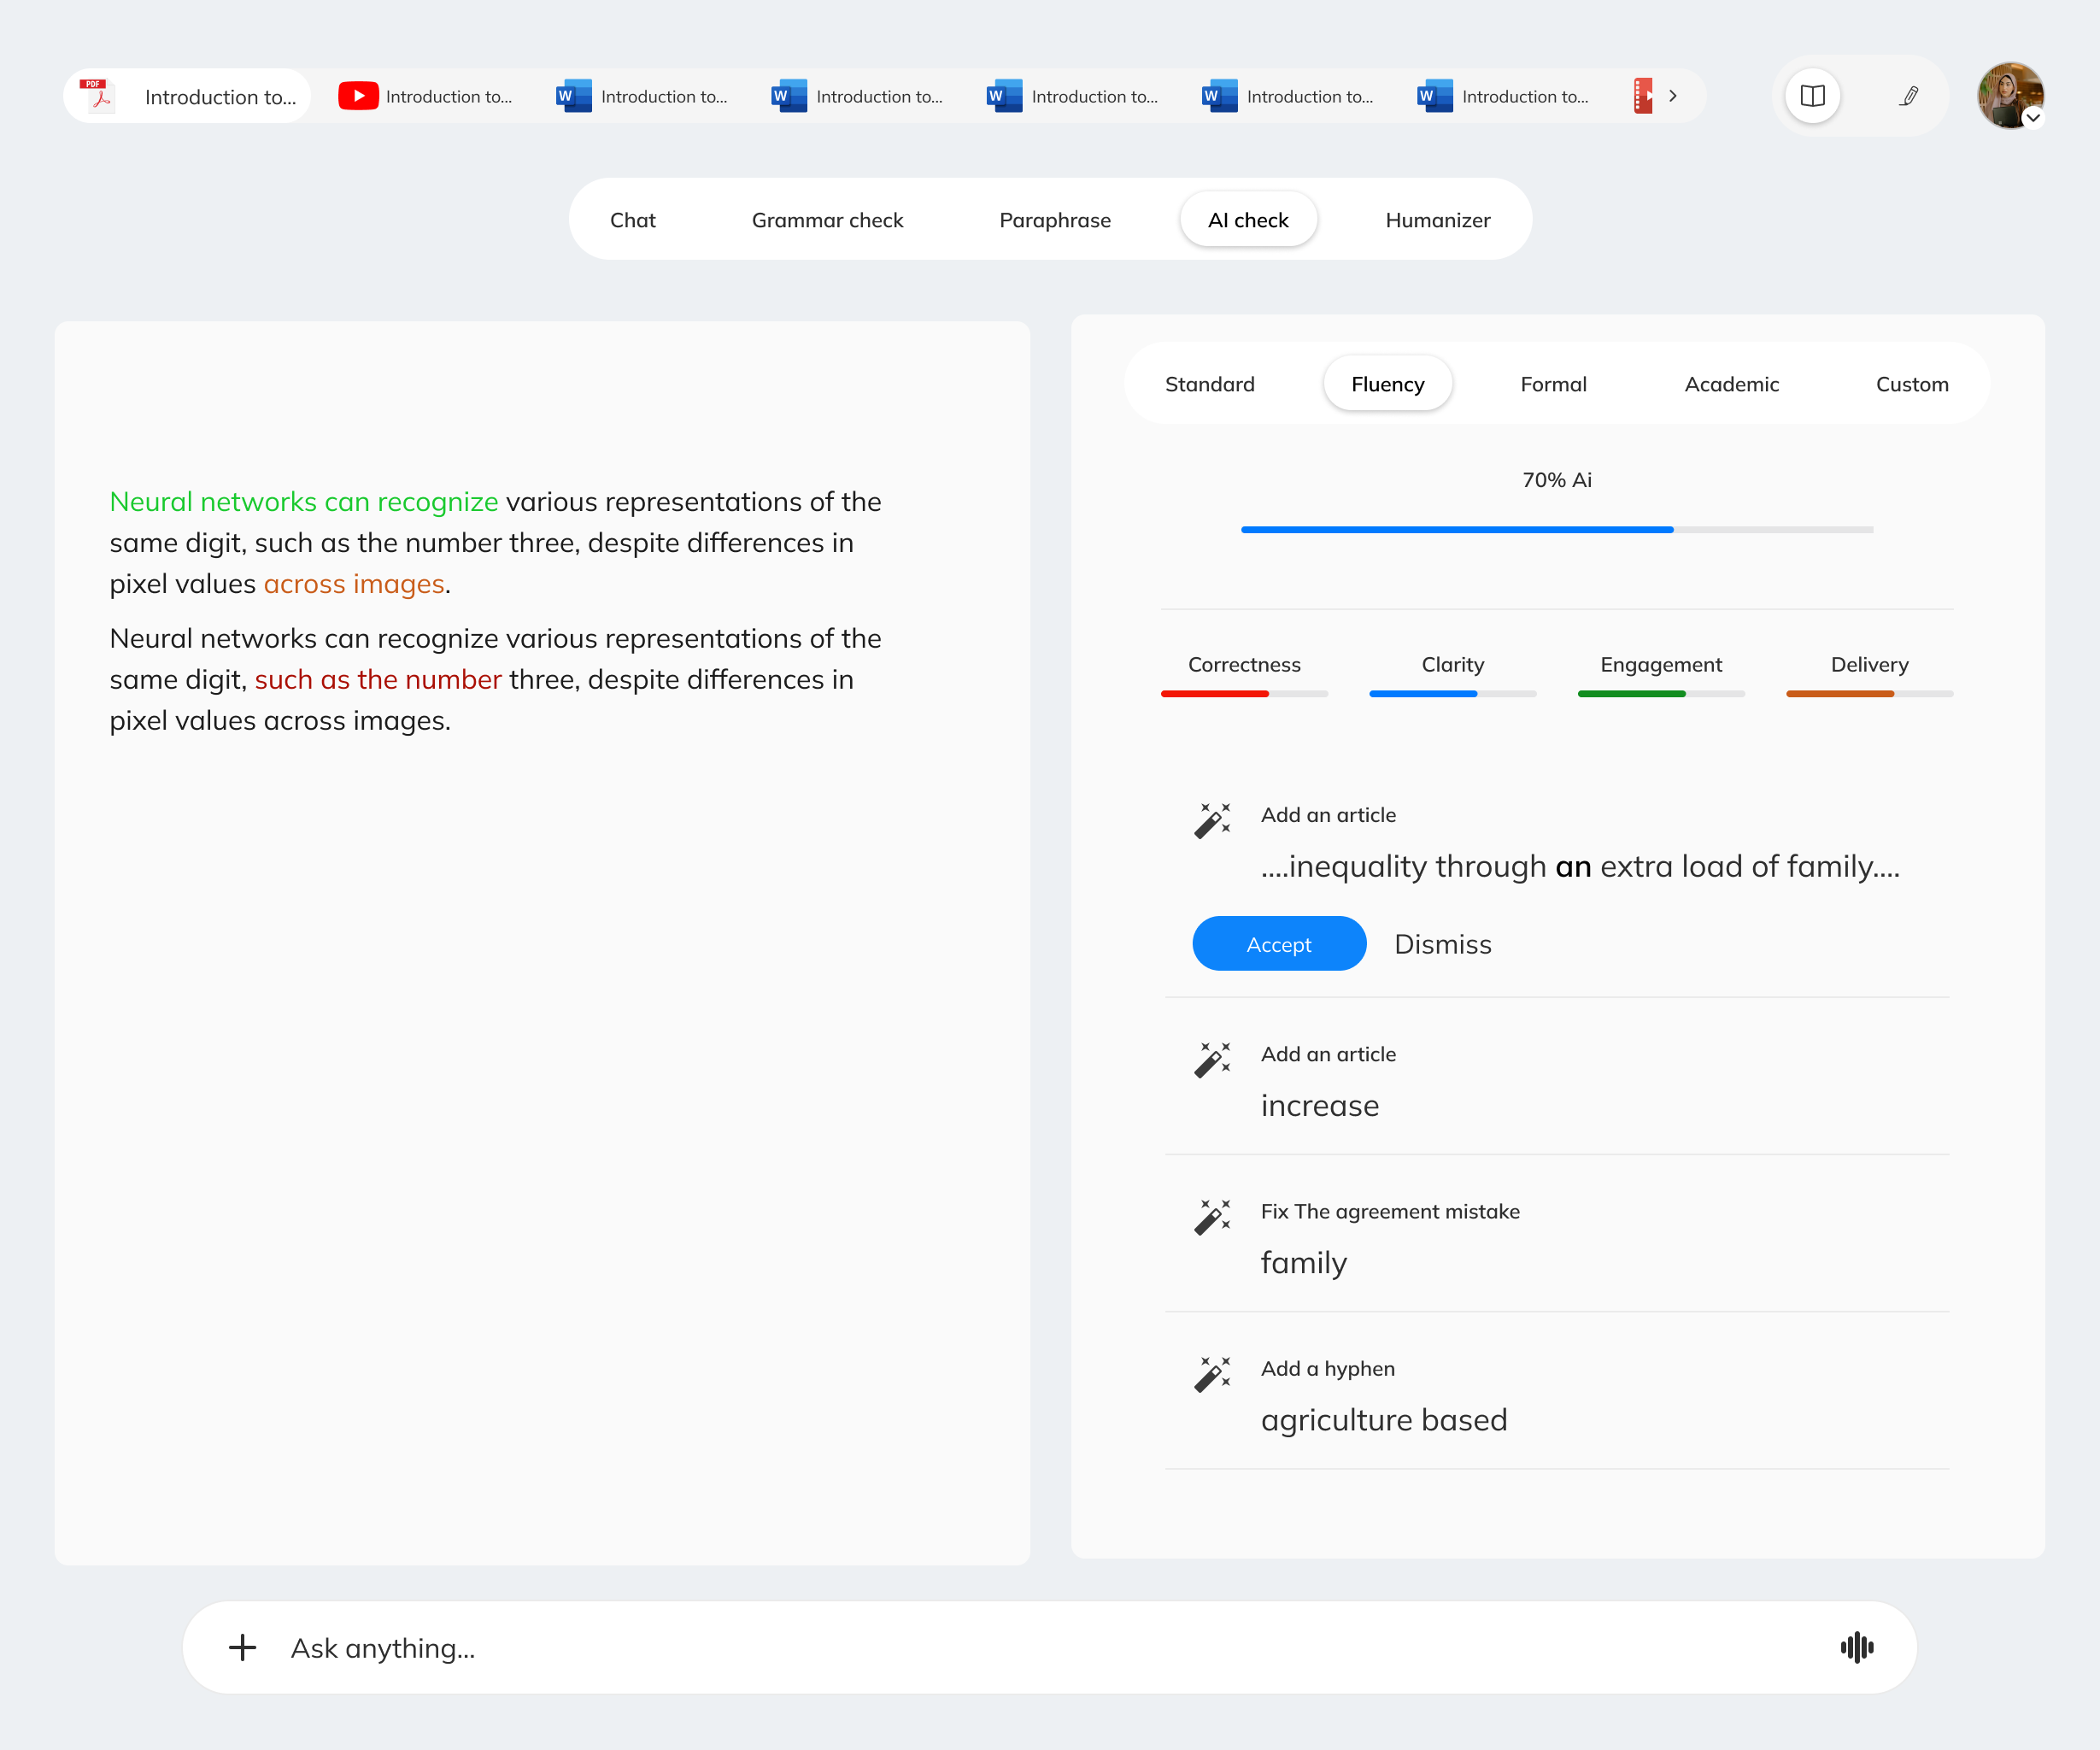 PDF
Introduction to...
Introduction to...
W
Introduction to...
W
Introduction to...
W
Introduction to...
W
Introduction to...
W
Introduction to...
Chat
Grammar check
Paraphrase
AI check
Humanizer
Neural networks can recognize various representations of the
same digit, such as the number three, despite differences in
pixel values across images.
Neural networks can recognize various representations of the
same digit, such as the number three, despite differences in
pixel values across images.
Standard
Fluency
Formal
Academic
Custom
70% Ai
Correctness
Clarity
Engagement
Delivery
Add an article
....inequality through an extra load of family....
Accept
Dismiss
Add an article
increase
Fix The agreement mistake
family
Add a hyphen
agriculture based
Ask anything...